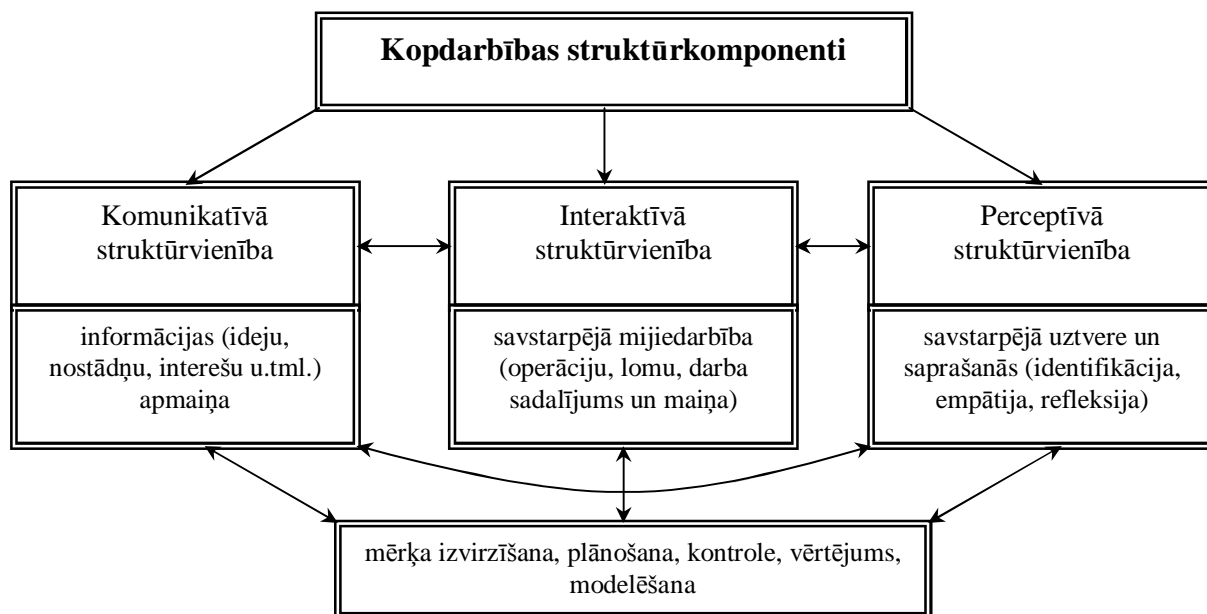 Kopdarbības struktūrkomponenti
Komunikatīvā
struktūrvienība
informācijas (ideju,
nostādņu, interešu u.tml.)
apmaiņa
Interaktīvā
struktūrvienība
savstarpējā mijiedarbība
(operāciju, lomu, darba
sadalījums un maiņa)
Perceptīvā
struktūrvienība
savstarpējā uztvere un
saprašanās (identifikācija,
empātija, refleksija)
mērķa izvirzīšana, plānošana, kontrole, vērtējums,
modelēšana